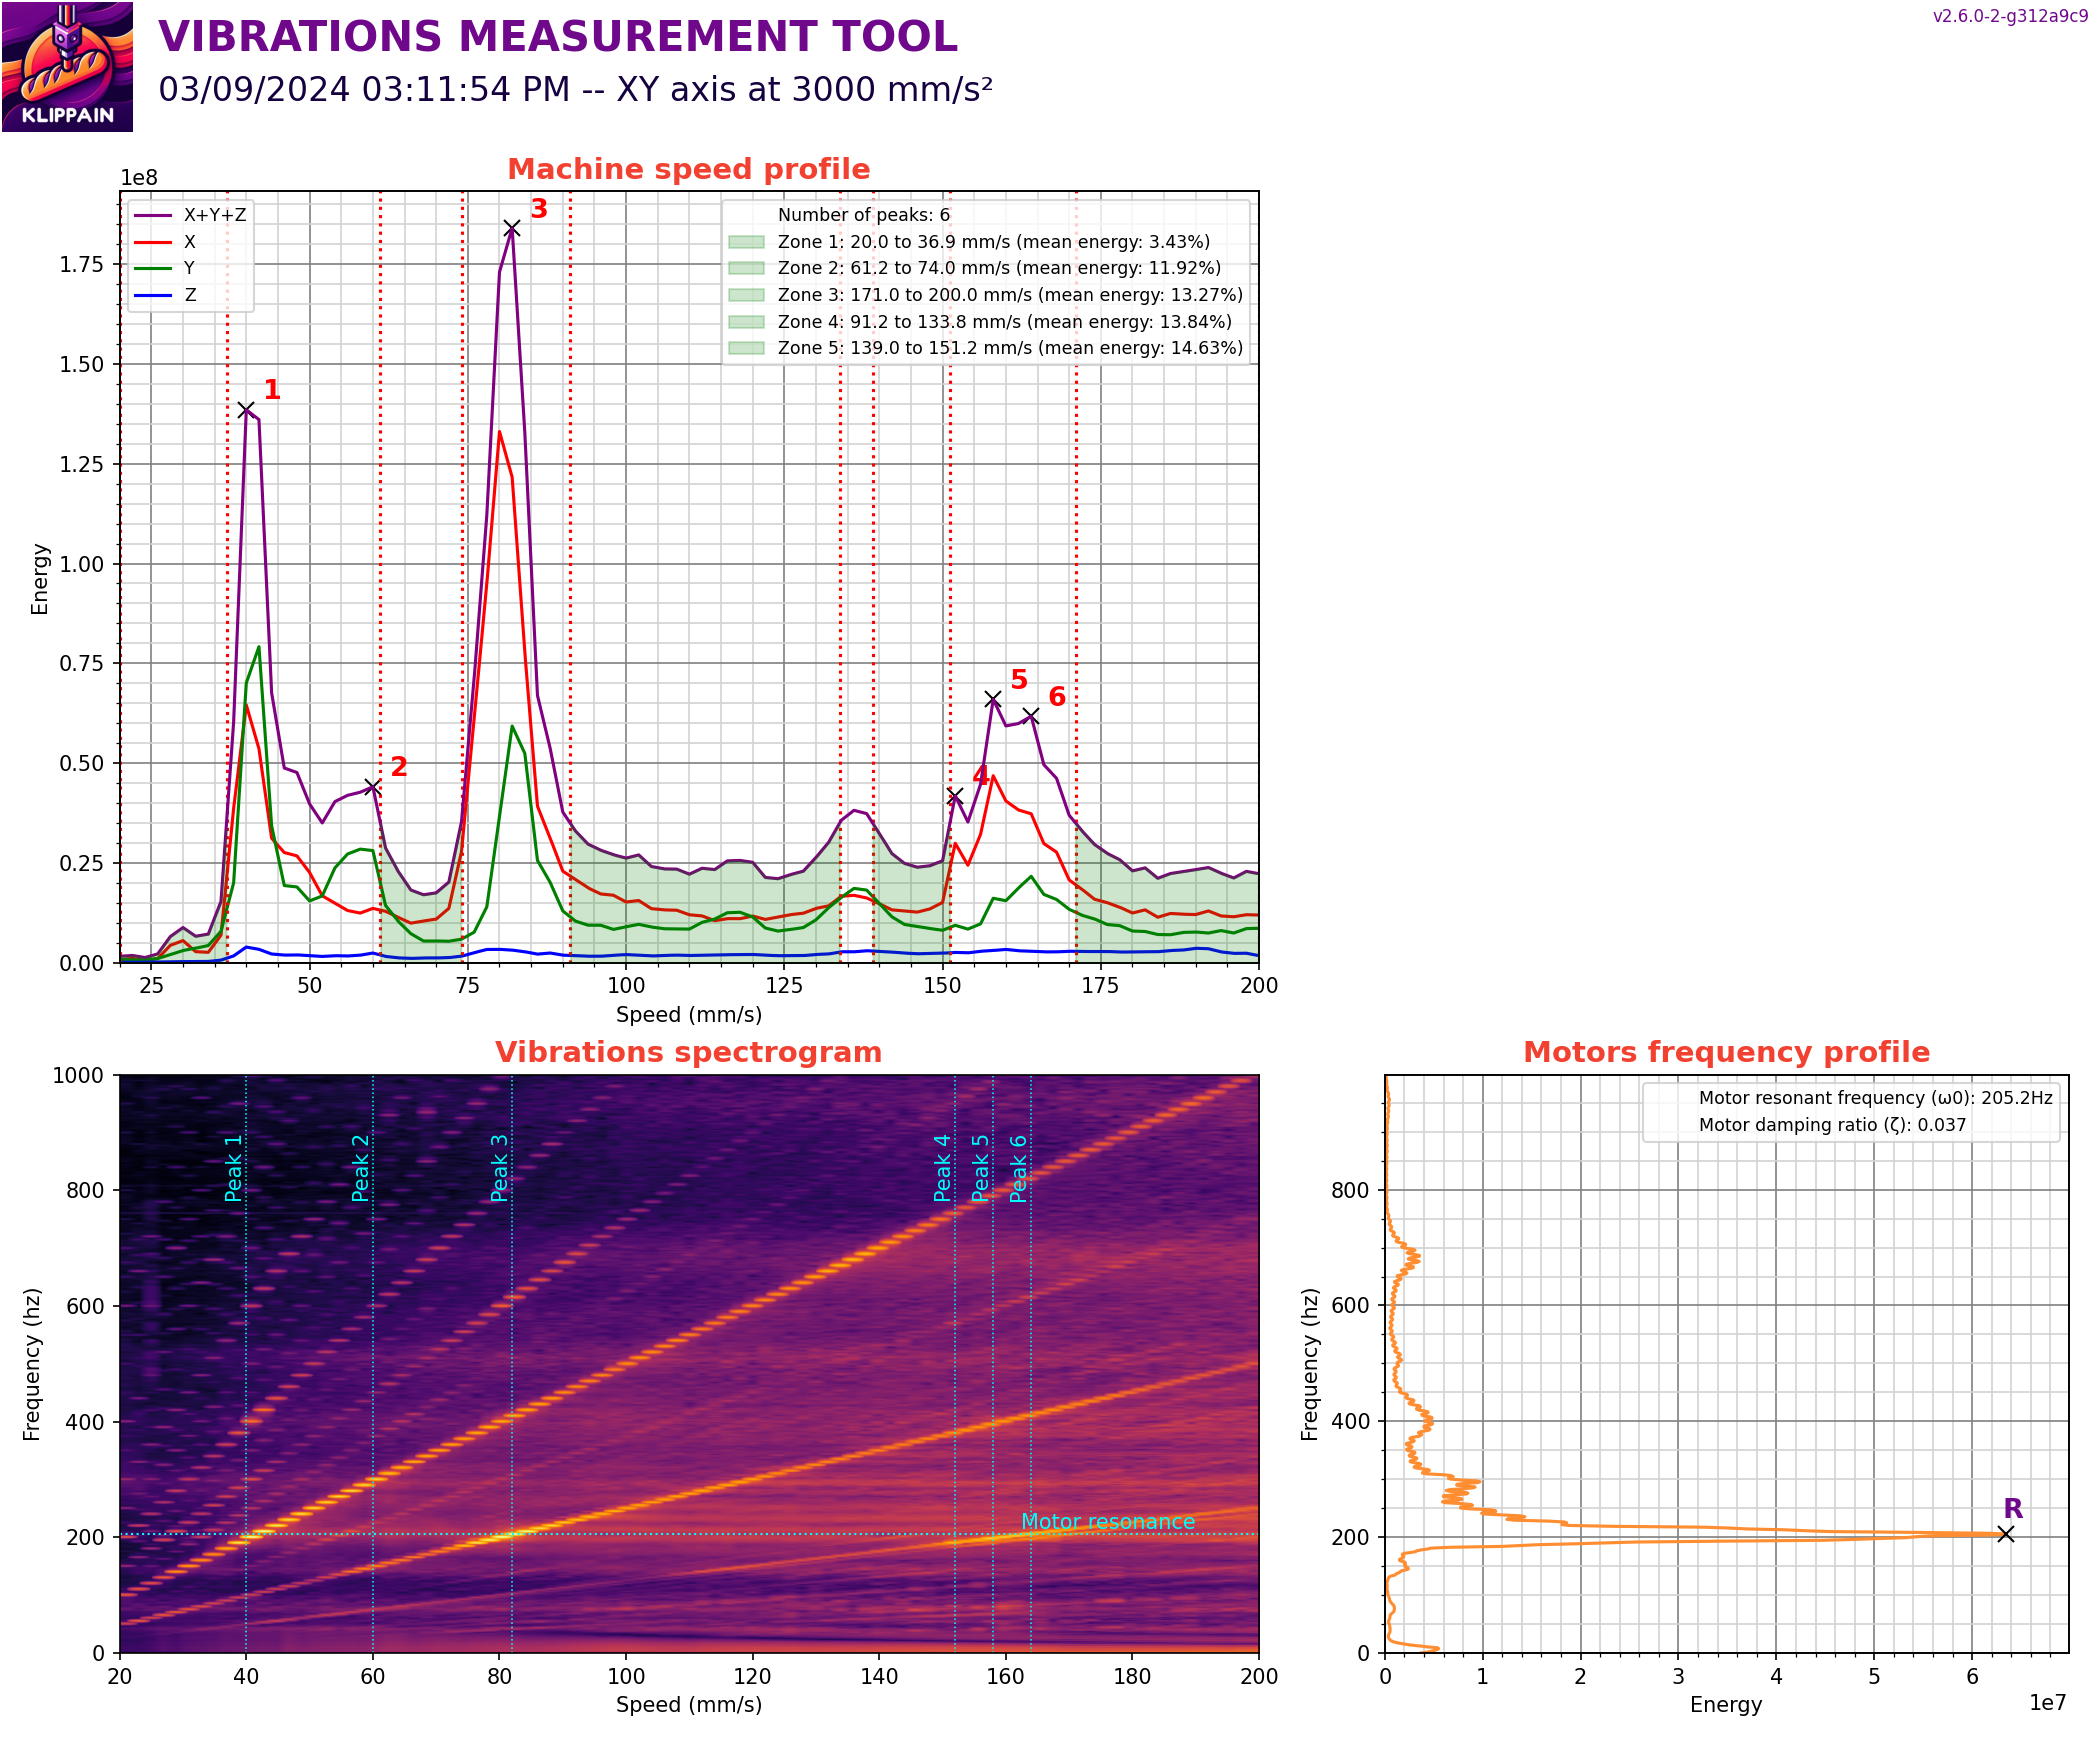 KLIPPAIN
VIBRATIONS MEASUREMENT TOOL
03/09/2024 03:11:54 PM -- XY axis at 3000 mm/s²
v2.6.0-2-g312a9c9
Machine speed profile
1e8
X+Y+Z
X
Y
Z
Number of peaks: 6
Zone 1: 20.0 to 36.9 mm/s (mean energy: 3.43%)
Zone 2: 61.2 to 74.0 mm/s (mean energy: 11.92%)
Zone 3: 171.0 to 200.0 mm/s (mean energy: 13.27%)
Zone 4: 91.2 to 133.8 mm/s (mean energy: 13.84%)
Zone 5: 139.0 to 151.2 mm/s (mean energy: 14.63%)
1
2
3
4
5
6
Energy
1.75
1.50
1.25
1.00
0.75
0.50
0.25
0.00
25 50 75 100 125 150 175 200
Speed (mm/s)
Vibrations spectrogram
Frequency (hz)
1000
800
600
400
200
0
Peak 1
Peak 2
Peak 3
Peak 4
Peak 5
Peak 6
Motor resonance
20 40 60 80 100 120 140 160 180 200
Speed (mm/s)
Motors frequency profile
Motor resonant frequency (ω0): 205.2Hz
Motor damping ratio (ζ): 0.037
R
Frequency (hz)
800
600
400
200
0
0 1 2 3 4 5 6
1e7
Energy